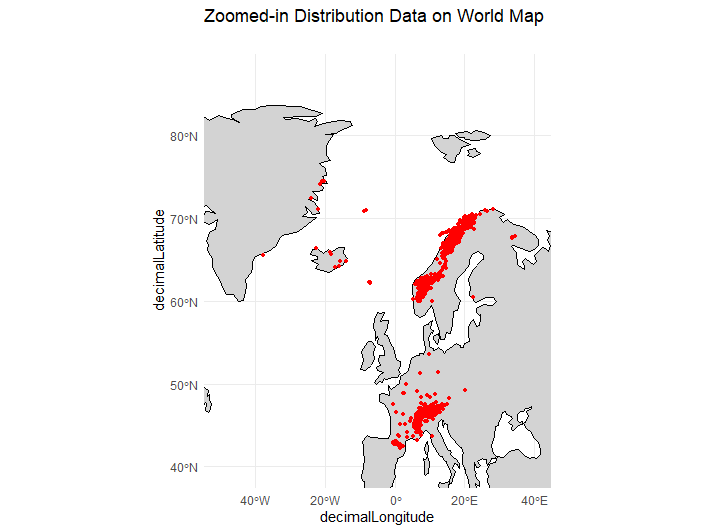 Zoomed-in Distribution Data on World Map
80°N
70°N
60°N
50°N
40°N
decimalLatitude
40°W
20°W
0°
20°E
40°E
decimalLongitude